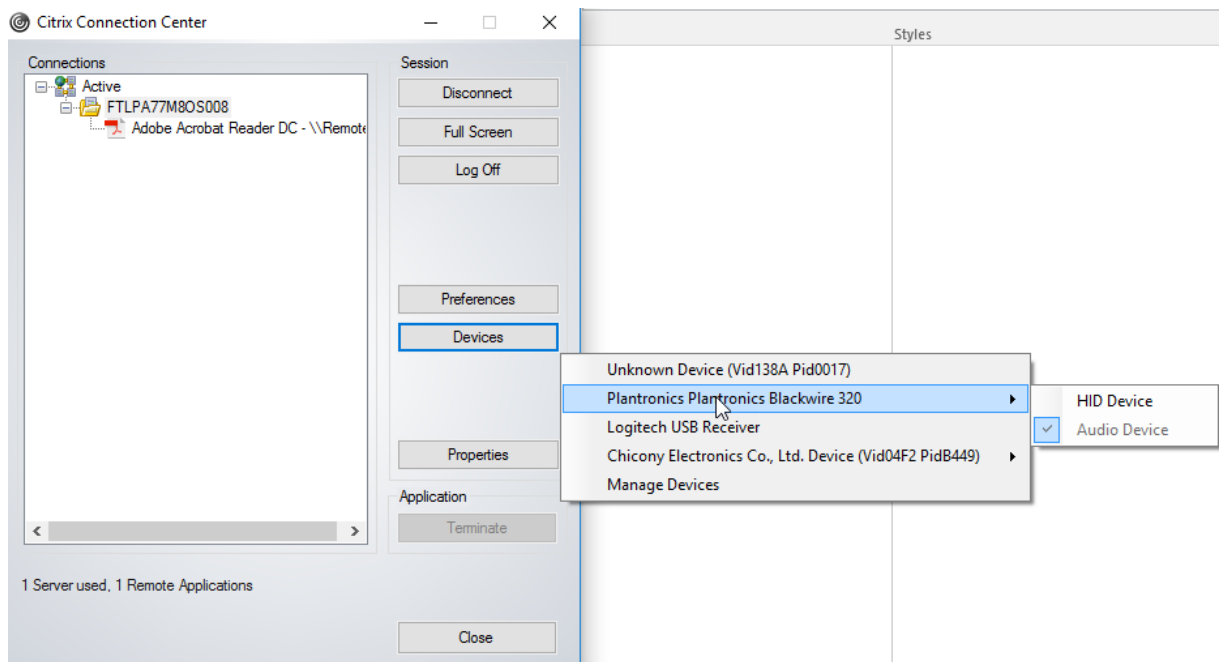 Citrix Connection Center
Styles
Connections
Active
FTLPA77M8OS008
Adobe Acrobat Reader DC - \\Remote
Session
Disconnect
Full Screen
Log Off
Preferences
Devices
Properties
Unknown Device (Vid138A Pid0017)
Plantronics Plantronics Blackwire 320
Logitech USB Receiver
Chicony Electronics Co., Ltd. Device (Vid04F2 PidB449)
Manage Devices
HID Device
Audio Device
Application
Terminate
1 Server used, 1 Remote Applications
Close